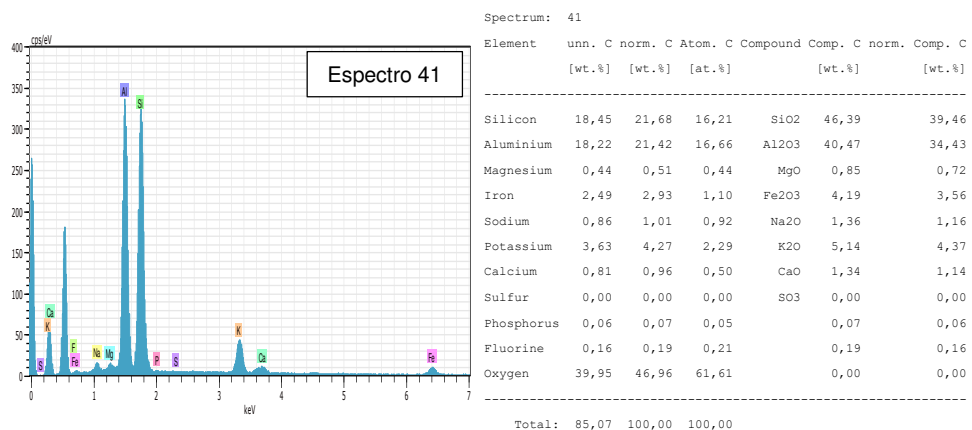 cps/eV
Espectro 41
400
350
300
250
200
150
100
50
0
Al
Si
Ca
K
S
F
Fe
Na
Mg
P
S
K
Ca
Fe
0 1 2 3 4 5 6 7
keV
Spectrum: 41
Element unn. C norm. C Atom. C Compound Comp. C norm. Comp. C
[wt.%] [wt.%] [at.%] [wt.%] [wt.%]
Silicon 18,45 21,68 16,21 SiO2 46,39 39,46
Aluminium 18,22 21,42 16,66 Al2O3 40,47 34,43
Magnesium 0,44 0,51 0,44 MgO 0,85 0,72
Iron 2,49 2,93 1,10 Fe2O3 4,19 3,56
Sodium 0,86 1,01 0,92 Na2O 1,36 1,16
Potassium 3,63 4,27 2,29 K2O 5,14 4,37
Calcium 0,81 0,96 0,50 CaO 1,34 1,14
Sulfur 0,00 0,00 0,00 SO3 0,00 0,00
Phosphorus 0,06 0,07 0,05 0,07 0,06
Fluorine 0,16 0,19 0,21 0,19 0,16
Oxygen 39,95 46,96 61,61 0,00 0,00
Total: 85,07 100,00 100,00